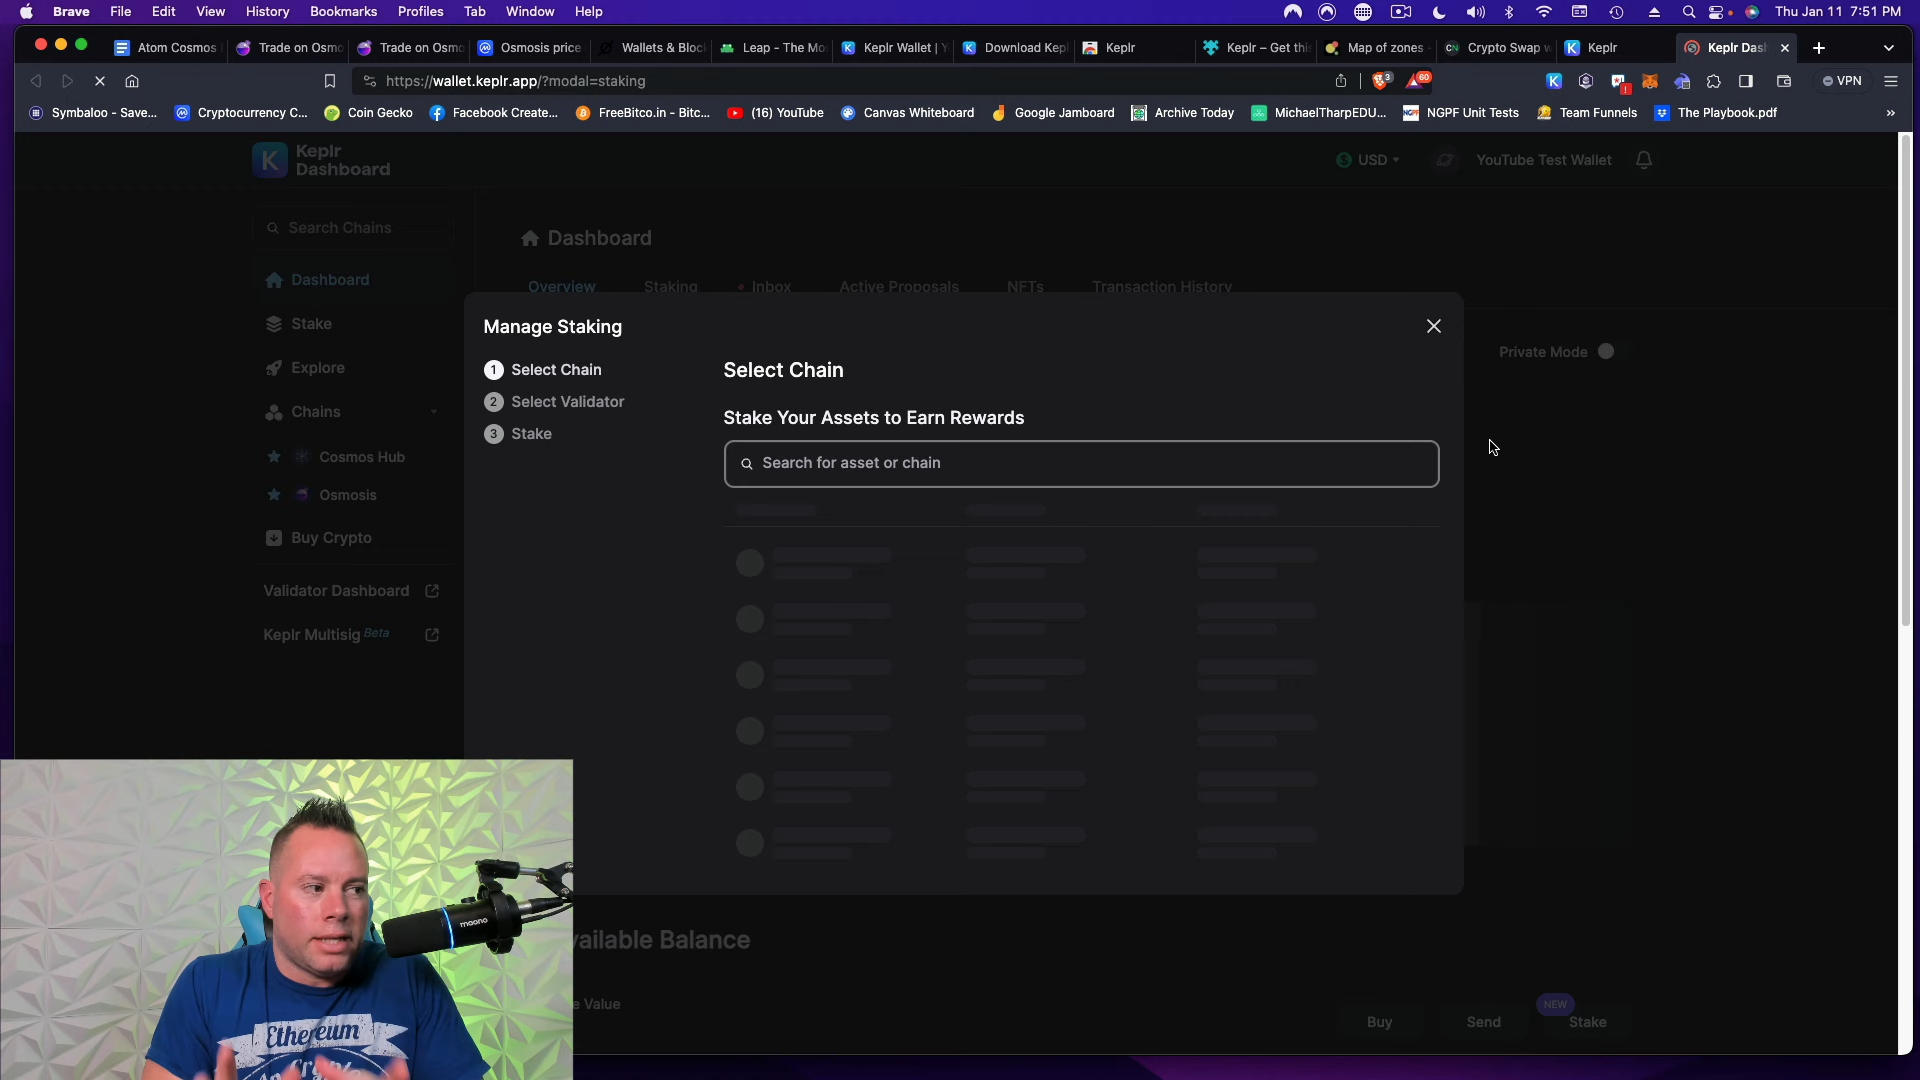 Brave File Edit View History Bookmarks Profiles Tab Window Help Thu Jan 11 7:51 PM
Atom Cosmos Trade on Osmo Trade on Osmo Osmosis price Wallets & Bloc Leap - The Mo Keplr Wallet | Y Download Kep Keplr Keplr – Get thi Map of zones Crypto Swap w Keplr Keplr Das
https://wallet.keplr.app/?modal=staking 3 60 VPN
Symbaloo - Save... Cryptocurrency C... Coin Gecko Facebook Create... FreeBitco.in - Bitc... (16) YouTube Canvas Whiteboard Google Jamboard Archive Today MichaelTharpEDU... NGPF Unit Tests Team Funnels The Playbook.pdf »
K Keplr Dashboard
USD YouTube Test Wallet
Search Chains
Dashboard
Dashboard
Overview Staking Inbox Active Proposals NFTs Transaction History
Stake
Explore
Chains
Cosmos Hub
Osmosis
Buy Crypto
Validator Dashboard
Keplr Multisig Beta
Private Mode
Manage Staking
1 Select Chain
2 Select Validator
3 Stake
Select Chain
Stake Your Assets to Earn Rewards
Search for asset or chain
vailable Balance
e Value
NEW
Buy Send Stake
maono
Ethereum
Crypto